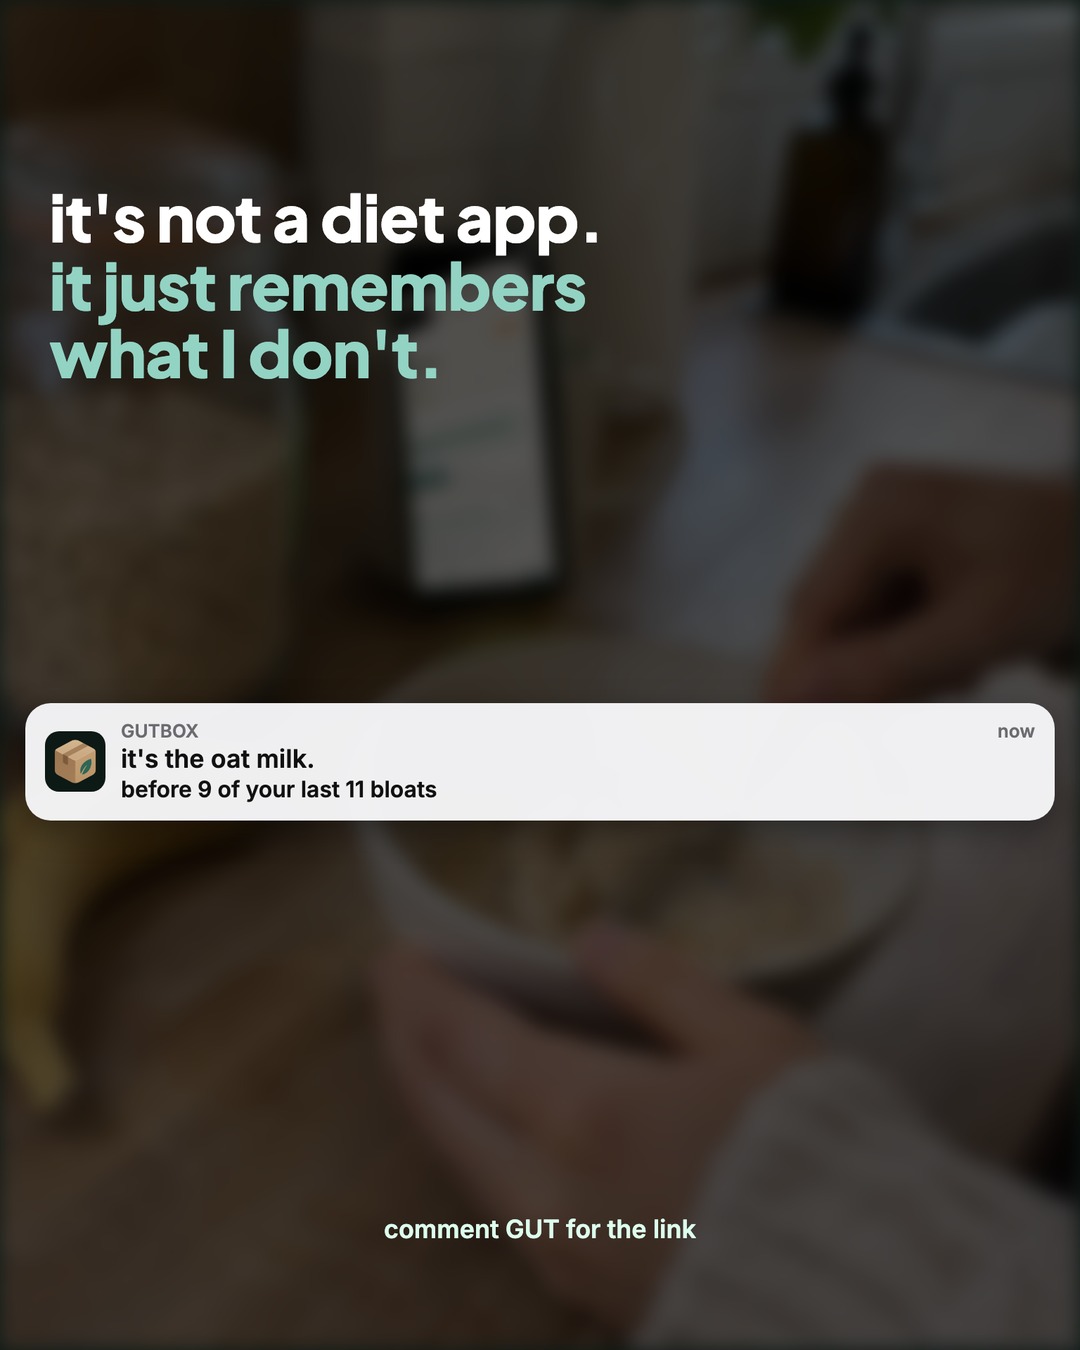 it's not a diet app.
it just remembers
what I don't.
GUTBOX
now
it's the oat milk.
before 9 of your last 11 bloats
comment GUT for the link